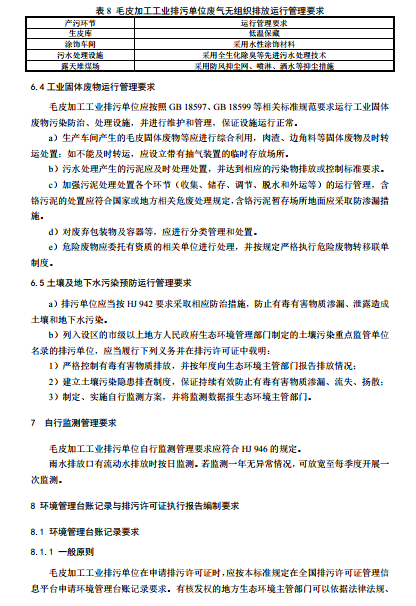 表 8 毛皮加工工业排污单位废气无组织排放运行管理要求
产污环节 运行管理要求
生皮库 低温保藏
涂饰车间 采用水性涂饰材料
污水处理设施 采用全生化除臭等先进污水处理技术
露天堆煤场 采用防风抑尘网、喷淋、洒水等抑尘措施
6.4 工业固体废物运行管理要求
毛皮加工工业排污单位应按照 GB 18597、GB 18599 等相关标准规范要求运行工业固体
废物污染防治、处理设施，并进行维护和管理，保证设施运行正常。
a）生产车间产生的毛皮固体废物等应进行综合利用，肉渣、边角料等固体废物及时转
运处置；如不能及时转运，应设立带有抽气装置的临时存放场所。
b）污水处理产生的污泥应及时处理处置，并达到相应的污染物排放或控制标准要求。
c）加强污泥处理处置各个环节（收集、储存、调节、脱水和外运等）的运行管理，含
铬污泥的处置应符合国家或地方相关危废处理规定，含铬污泥暂存场所地面应采取防渗漏措
施。
d）对废弃包装物及容器等，应进行分类管理和处置。
e）危险废物应委托有资质的相关单位进行处理，并按规定严格执行危险废物转移联单
制度。
6.5 土壤及地下水污染预防运行管理要求
a）排污单位应当按 HJ 942 要求采取相应防治措施，防止有毒有害物质渗漏、泄露造成
土壤和地下水污染。
b）列入设区的市级以上地方人民政府生态环境管理部门制定的土壤污染重点监管单位
名录的排污单位，应当履行下列义务并在排污许可证中载明：
1）严格控制有毒有害物质排放，并按年度向生态环境主管部门报告排放情况；
2）建立土壤污染隐患排查制度，保证持续有效防止有毒有害物质渗漏、流失、扬散；
3）制定、实施自行监测方案，并将监测数据报生态环境主管部门。
7 自行监测管理要求
毛皮加工工业排污单位自行监测管理要求应符合 HJ 946 的规定。
雨水排放口有流动水排放时按日监测。若监测一年无异常情况，可放宽至每季度开展一
次监测。
8 环境管理台账记录与排污许可证执行报告编制要求
8.1 环境管理台账记录要求
8.1.1 一般原则
毛皮加工工业排污单位在申请排污许可证时，应按本标准规定在全国排污许可证管理信
息平台申请环境管理台账记录要求。有核发权的地方生态环境主管部门可以依据法律法规、